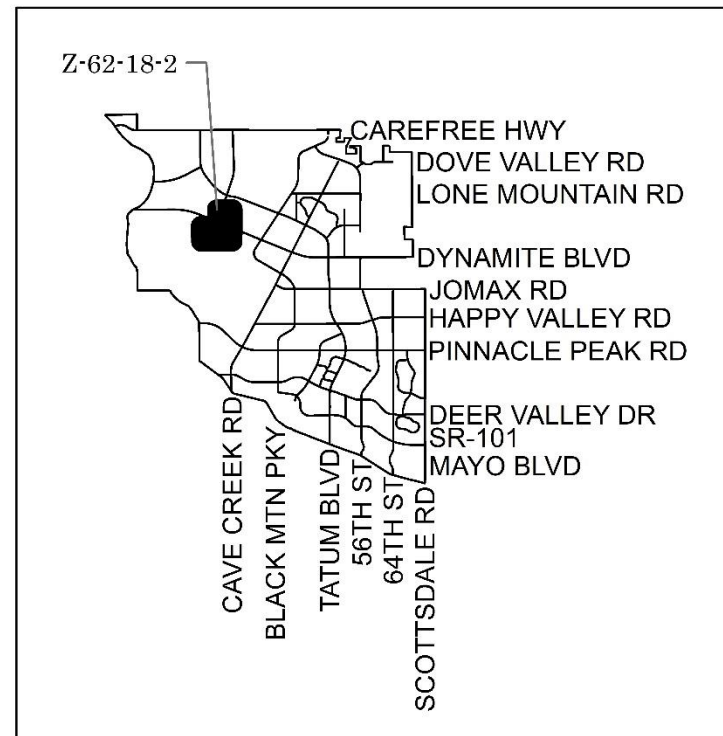 Z-62-18-2
CAREFREE HWY
DOVE VALLEY RD
LONE MOUNTAIN RD
DYNAMITE BLVD
JOMAX RD
HAPPY VALLEY RD
PINNACLE PEAK RD
DEER VALLEY DR
SR-101
MAYO BLVD
CAVE CREEK RD
BLACK MTN PKY
TATUM BLVD
56TH ST
64TH ST
SCOTTSDALE RD